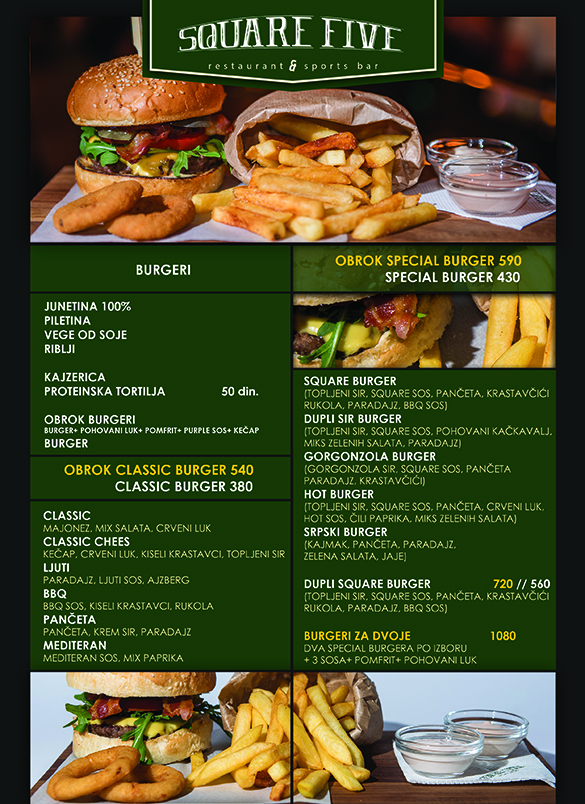 SQUARE FIVE
restaurant & sports bar
BURGERI
JUNETINA 100%
PILETINA
VEGE OD SOJE
RIBLJI
KAJZERICA
PROTEINSKA TORTILJA 50 din.
OBROK BURGERI
BURGER+ POHOVANI LUK+ POMFRIT+ PURPLE SOS+ KEČAP
BURGER
OBROK CLASSIC BURGER 540
CLASSIC BURGER 380
CLASSIC
MAJONEZ, MIX SALATA, CRVENI LUK
CLASSIC CHEES
KEČAP, CRVENI LUK, KISELI KRASTAVCI, TOPLJENI SIR
LJUTI
PARADAJZ, LJUTI SOS, AJZBERG
BBQ
BBQ SOS, KISELI KRASTAVCI, RUKOLA
PANČETA
PANČETA, KREM SIR, PARADAJZ
MEDITERAN
MEDITERAN SOS, MIX PAPRIKA
OBROK SPECIAL BURGER 590
SPECIAL BURGER 430
SQUARE BURGER
(TOPLJENI SIR, SQUARE SOS, PANČETA, KRASTAVČIĆI
RUKOLA, PARADAJZ, BBQ SOS)
DUPLI SIR BURGER
(TOPLJENI SIR, SQUARE SOS, POHOVANI KAČKAVALJ,
MIKS ZELENIH SALATA, PARADAJZ)
GORGONZOLA BURGER
(GORGONZOLA SIR, SQUARE SOS, PANČETA
PARADAJZ. KRASTAVČIĆI)
HOT BURGER
(TOPLJENI SIR, SQUARE SOS, PANČETA, CRVENI LUK.
HOT SOS, ČILI PAPRIKA, MIKS ZELENIH SALATA)
SRPSKI BURGER
(KAJMAK, PANČETA, PARADAJZ,
ZELENA SALATA, JAJE)
DUPLI SQUARE BURGER 720 // 560
(TOPLJENI SIR, SQUARE SOS, PANČETA, KRASTAVČIĆI
RUKOLA, PARADAJZ, BBQ SOS)
BURGERI ZA DVOJE 1080
DVA SPECIAL BURGERA PO IZBORU
+ 3 SOSA+ POMFRIT+ POHOVANI LUK